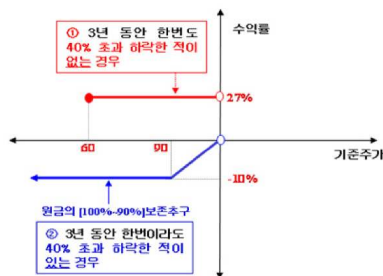 ① 3년 동안 한번도
40% 초과 하락한 적이
없는 경우
수익률
27%
60
90
기준주가
-10%
원금의 [100%~90%]보존추구
② 3년 동안 한번이라도
40% 초과 하락한 적이
있는 경우